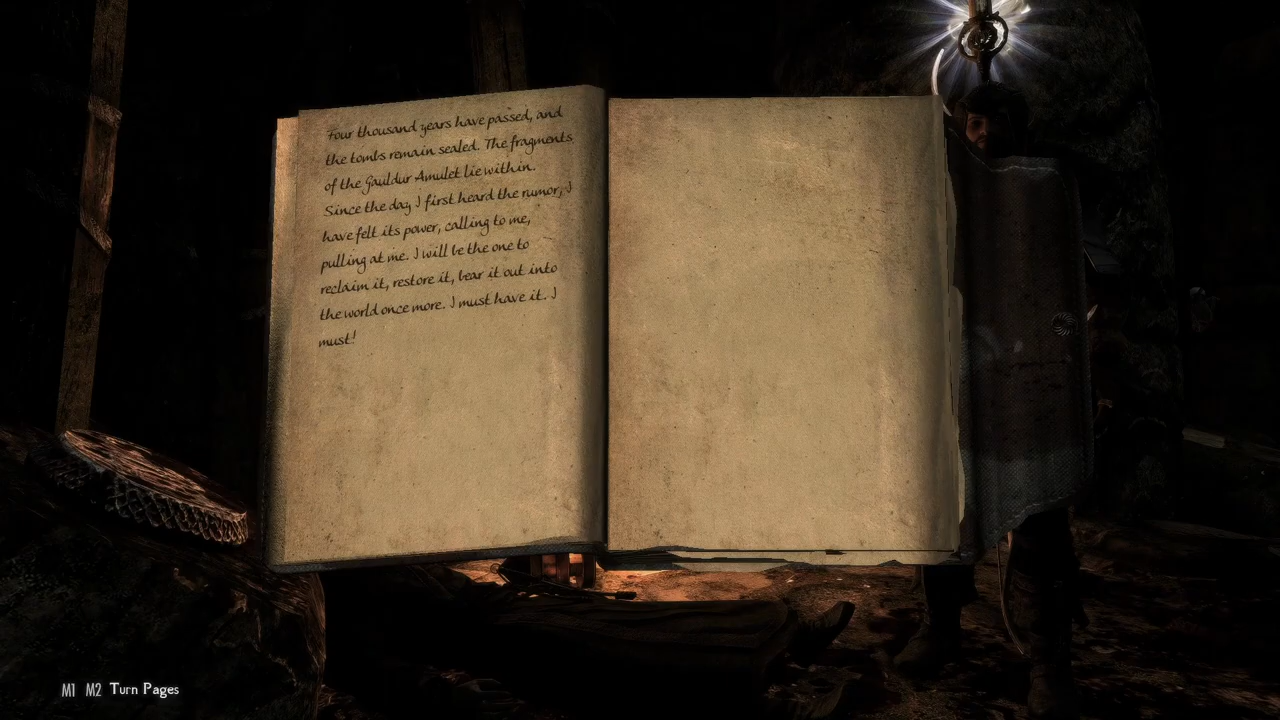 Four thousand years have passed, and
the tombs remain sealed. The fragments
of the Gauldur Amulet lie within.
Since the day I first heard the rumor, I
have felt its power, calling to me,
pulling at me. I will be the one to
reclaim it, restore it, bear it out into
the world once more. I must have it. I
must!
M1 M2 Turn Pages